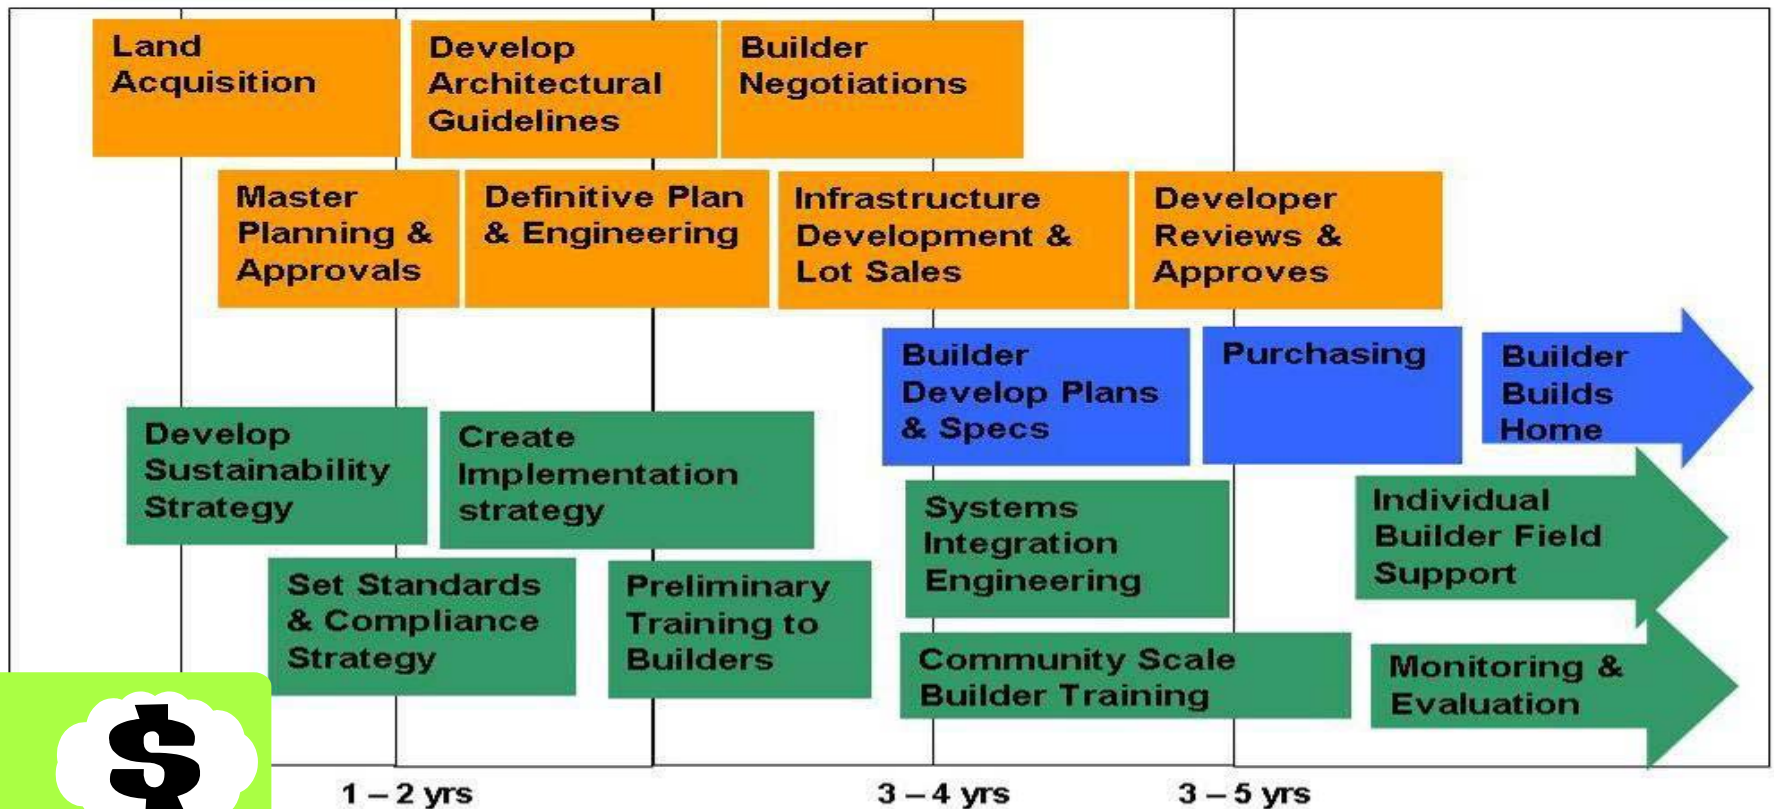 Land
Acquisition
Develop
Architectural
Guidelines
Builder
Negotiations
Master
Planning &
Approvals
Definitive Plan
& Engineering
Infrastructure
Development &
Lot Sales
Developer
Reviews &
Approves
Builder
Develop Plans
& Specs
Purchasing
Builder
Builds
Home
Develop
Sustainability
Strategy
Create
Implementation
strategy
Systems
Integration
Engineering
Individual
Builder Field
Support
Set Standards
& Compliance
Strategy
Preliminary
Training to
Builders
Community Scale
Builder Training
Monitoring &
Evaluation
$
1 – 2 yrs
3 – 4 yrs
3 – 5 yrs